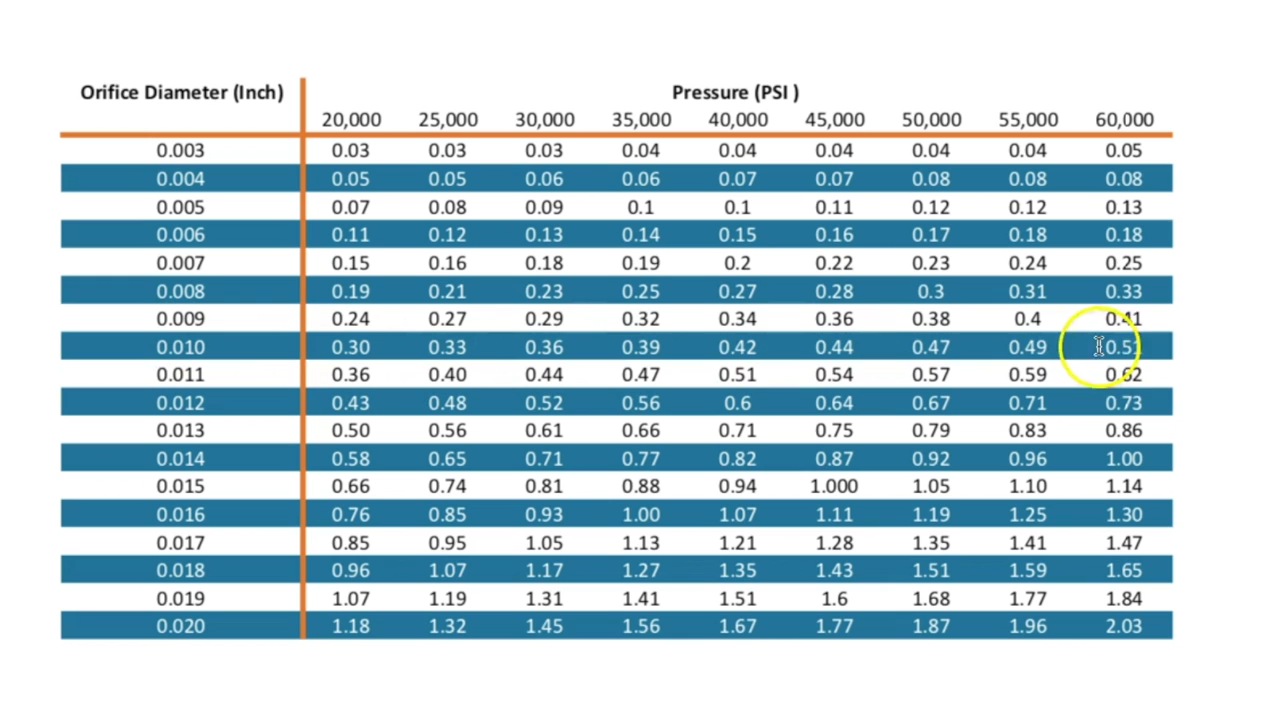 Orifice Diameter (Inch) Pressure (PSI )
20,000 25,000 30,000 35,000 40,000 45,000 50,000 55,000 60,000
0.003 0.03 0.03 0.03 0.04 0.04 0.04 0.04 0.04 0.05
0.004 0.05 0.05 0.06 0.06 0.07 0.07 0.08 0.08 0.08
0.005 0.07 0.08 0.09 0.1 0.1 0.11 0.12 0.12 0.13
0.006 0.11 0.12 0.13 0.14 0.15 0.16 0.17 0.18 0.18
0.007 0.15 0.16 0.18 0.19 0.2 0.22 0.23 0.24 0.25
0.008 0.19 0.21 0.23 0.25 0.27 0.28 0.3 0.31 0.33
0.009 0.24 0.27 0.29 0.32 0.34 0.36 0.38 0.4 0.41
0.010 0.30 0.33 0.36 0.39 0.42 0.44 0.47 0.49 0.51
0.011 0.36 0.40 0.44 0.47 0.51 0.54 0.57 0.59 0.62
0.012 0.43 0.48 0.52 0.56 0.6 0.64 0.67 0.71 0.73
0.013 0.50 0.56 0.61 0.66 0.71 0.75 0.79 0.83 0.86
0.014 0.58 0.65 0.71 0.77 0.82 0.87 0.92 0.96 1.00
0.015 0.66 0.74 0.81 0.88 0.94 1.000 1.05 1.10 1.14
0.016 0.76 0.85 0.93 1.00 1.07 1.11 1.19 1.25 1.30
0.017 0.85 0.95 1.05 1.13 1.21 1.28 1.35 1.41 1.47
0.018 0.96 1.07 1.17 1.27 1.35 1.43 1.51 1.59 1.65
0.019 1.07 1.19 1.31 1.41 1.51 1.6 1.68 1.77 1.84
0.020 1.18 1.32 1.45 1.56 1.67 1.77 1.87 1.96 2.03